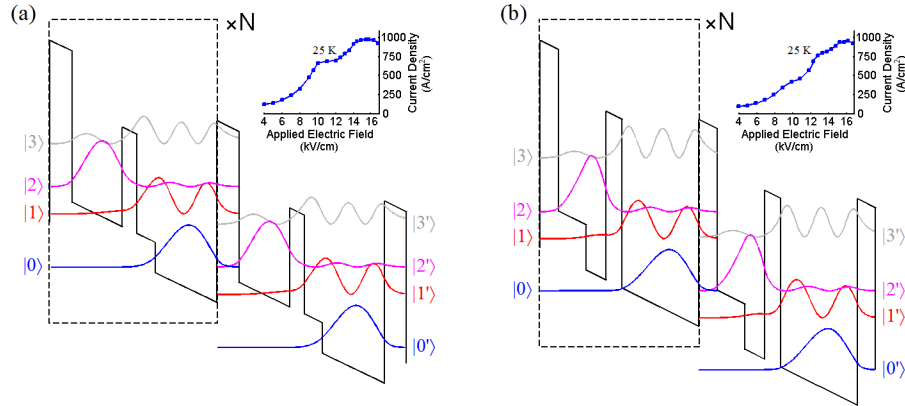 (a)
×N
25 K
1000
750
500
250
0
Current Density
(A/cm²)
4 6 8 10 12 14 16
Applied Electric Field
(kV/cm)
|3⟩
|2⟩
|1⟩
|0⟩
|3'⟩
|2'⟩
|1'⟩
|0'⟩
(b)
×N
25 K
1000
750
500
250
0
Current Density
(A/cm²)
4 6 8 10 12 14 16
Applied Electric Field
(kV/cm)
|3⟩
|2⟩
|1⟩
|0⟩
|3'⟩
|2'⟩
|1'⟩
|0'⟩